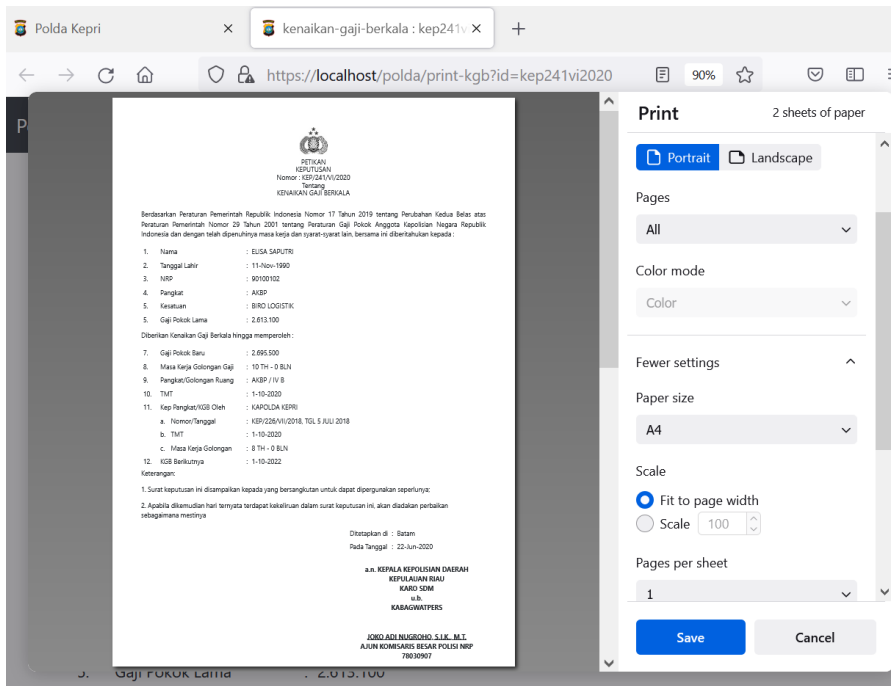 Polda Kepri
kenaikan-gaji-berkala : kep241v
https://localhost/polda/print-kgb?id=kep241vi2020
90%
P
PETIKAN
KEPUTUSAN
Nomor : KEP/241/VI/2020
Tentang
KENAIKAN GAJI BERKALA
Berdasarkan Peraturan Pemerintah Republik Indonesia Nomor 17 Tahun 2019 tentang Perubahan Kedua Belas atas
Peraturan Pemerintah Nomor 29 Tahun 2001 tentang Peraturan Gaji Pokok Anggota Kapolisian Negara Republik
Indonesia dan dengan telah dipenuhinya masa kerja dan syarat-syarat lain, bersama ini diberitahukan kepada :
1. Nama : EUSA SAPUTRI
2. Tanggal Lahir : 11-Nov-1990
3. NRP : 90100102
4. Pangkat : AKBP
5. Kesatuan : BIRO LOGISTIK
5. Gaji Pokok Lama : 2.613.100
Diberikan Kenaikan Gaji Berkala hingga memperoleh :
7. Gaji Pokok Baru : 2.695.500
8. Masa Kerja Golongan Gaji : 10 TH - 0 BLN
9. Pangkat/Golongan Ruang : AKBP / IV B
10. TMT : 1-10-2020
11. Kep Pangkat/KGB Oleh : KAPOLDA KEPRI
a. Nomor/Tanggal : KEP/226/VII/2018, TGL 5 JULI 2018
b. TMT : 1-10-2020
c. Masa Kerja Golongan : 8 TH - 0 BLN
12. KGB Berikutnya : 1-10-2022
Keterangan:
1. Surat keputusan ini disampaikan kepada yang bersangkutan untuk dapat dipergunakan seperlunya:
2. Apabila dikemudian hari ternyata terdapat kekeliruan dalam surat keputusan ini, akan diadakan perbaikan
sebagaimana mestinya
Ditetapkan di : Batam
Pada Tanggal : 22-Jun-2020
a.n. KEPALA KEPOLISIAN DAERAH
KEPULAUAN RIAU
KARO SDM
u.b.
KABAGWATPERS
JOKO ADI NUGROHO, S.I.K., M.T.
AJUN KOMISARIS BESAR POLISI NRP
78030907
5. Gaji Pokok Lama : 2.613.100
Print
2 sheets of paper
Portrait
Landscape
Pages
All
Color mode
Color
Fewer settings
Paper size
A4
Scale
Fit to page width
Scale 100
Pages per sheet
1
Save
Cancel